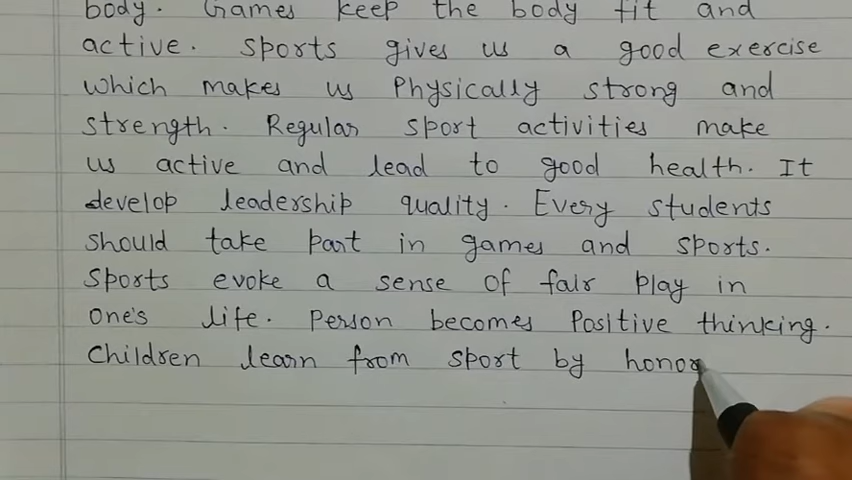 body. Games keep the body fit and
active. sports gives us a good exercise
which makes us Physically strong and
strength. Regular sport activities make
us active and lead to good health. It
develop leadership quality. Every students
should take part in games and sports.
Sports evoke a sense of fair play in
one's life. Person becomes Positive thinking.
Children learn from sport by honor